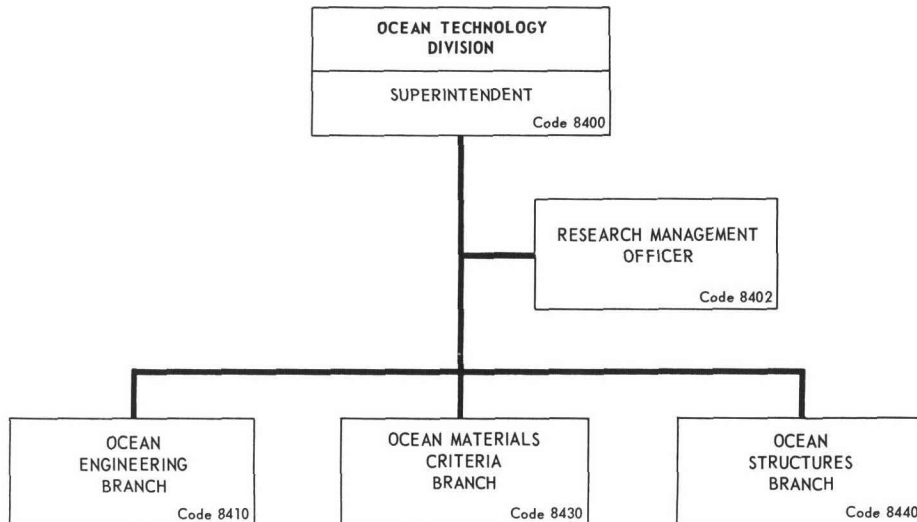 OCEAN TECHNOLOGY
DIVISION
SUPERINTENDENT
Code 8400
RESEARCH MANAGEMENT
OFFICER
Code 8402
OCEAN
ENGINEERING
BRANCH
Code 8410
OCEAN MATERIALS
CRITERIA
BRANCH
Code 8430
OCEAN
STRUCTURES
BRANCH
Code 8440